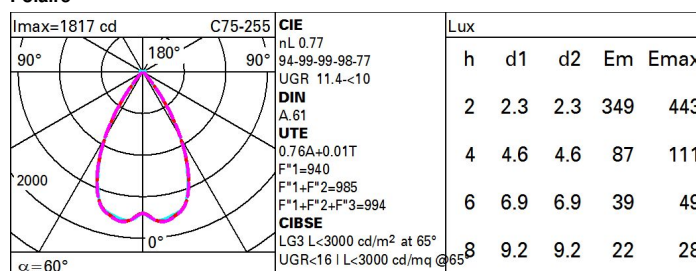 Imax=1817 cd C75-255
90° 180° 90°
2000
0°
α=60°
CIE
nL 0.77
94-99-99-98-77
UGR 11.4-<10
DIN
A.61
UTE
0.76A+0.01T
F"1=940
F"1+F"2=985
F"1+F"2+F"3=994
CIBSE
LG3 L<3000 cd/m² at 65°
UGR<16 | L<3000 cd/mq @65°
Lux
h d1 d2 Em Emax
2 2.3 2.3 349 443
4 4.6 4.6 87 111
6 6.9 6.9 39 49
8 9.2 9.2 22 28